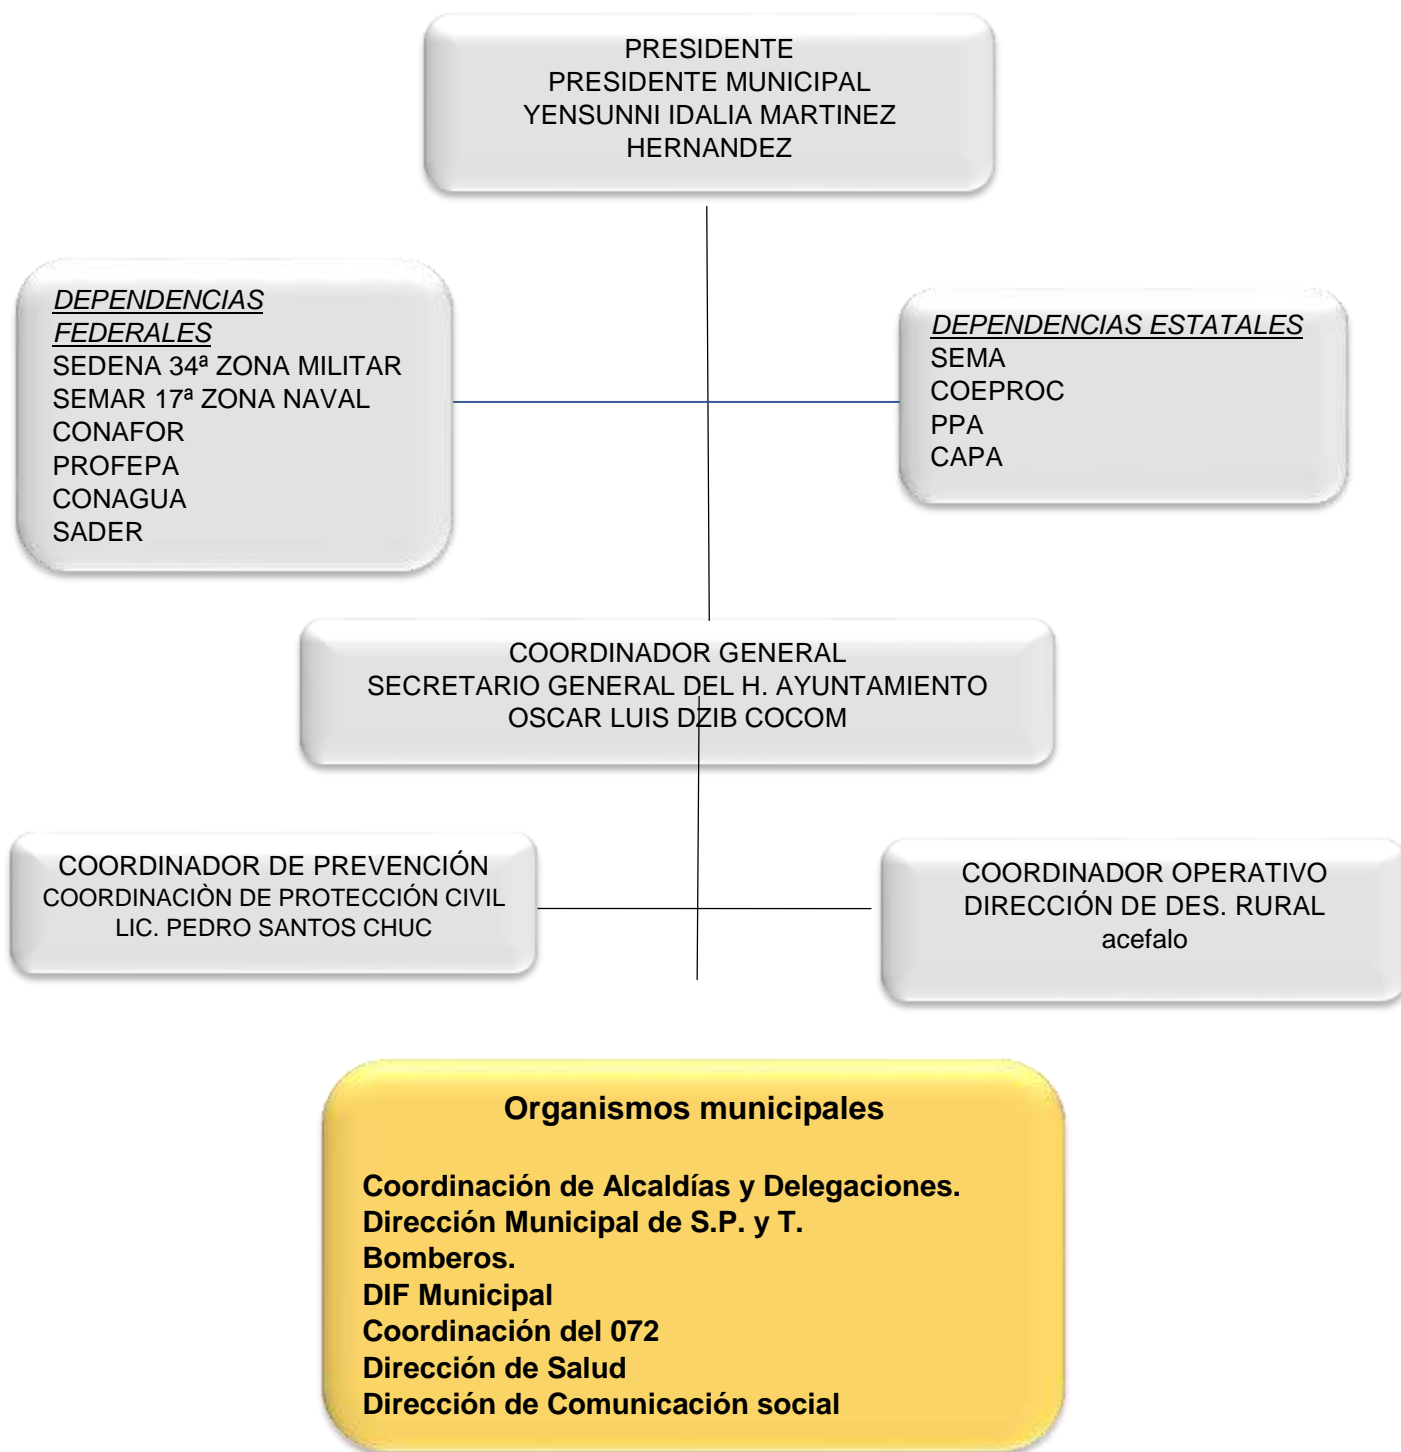 PRESIDENTE
PRESIDENTE MUNICIPAL
YENSUNNI IDALIA MARTINEZ
HERNANDEZ
DEPENDENCIAS
FEDERALES
SEDENA 34ª ZONA MILITAR
SEMAR 17ª ZONA NAVAL
CONAFOR
PROFEPA
CONAGUA
SADER
DEPENDENCIAS ESTATALES
SEMA
COEPROC
PPA
CAPA
COORDINADOR GENERAL
SECRETARIO GENERAL DEL H. AYUNTAMIENTO
OSCAR LUIS DZIB COCOM
COORDINADOR DE PREVENCIÓN
COORDINACIÒN DE PROTECCIÓN CIVIL
LIC. PEDRO SANTOS CHUC
COORDINADOR OPERATIVO
DIRECCIÓN DE DES. RURAL
acefalo
Organismos municipales
Coordinación de Alcaldías y Delegaciones.
Dirección Municipal de S.P. y T.
Bomberos.
DIF Municipal
Coordinación del 072
Dirección de Salud
Dirección de Comunicación social